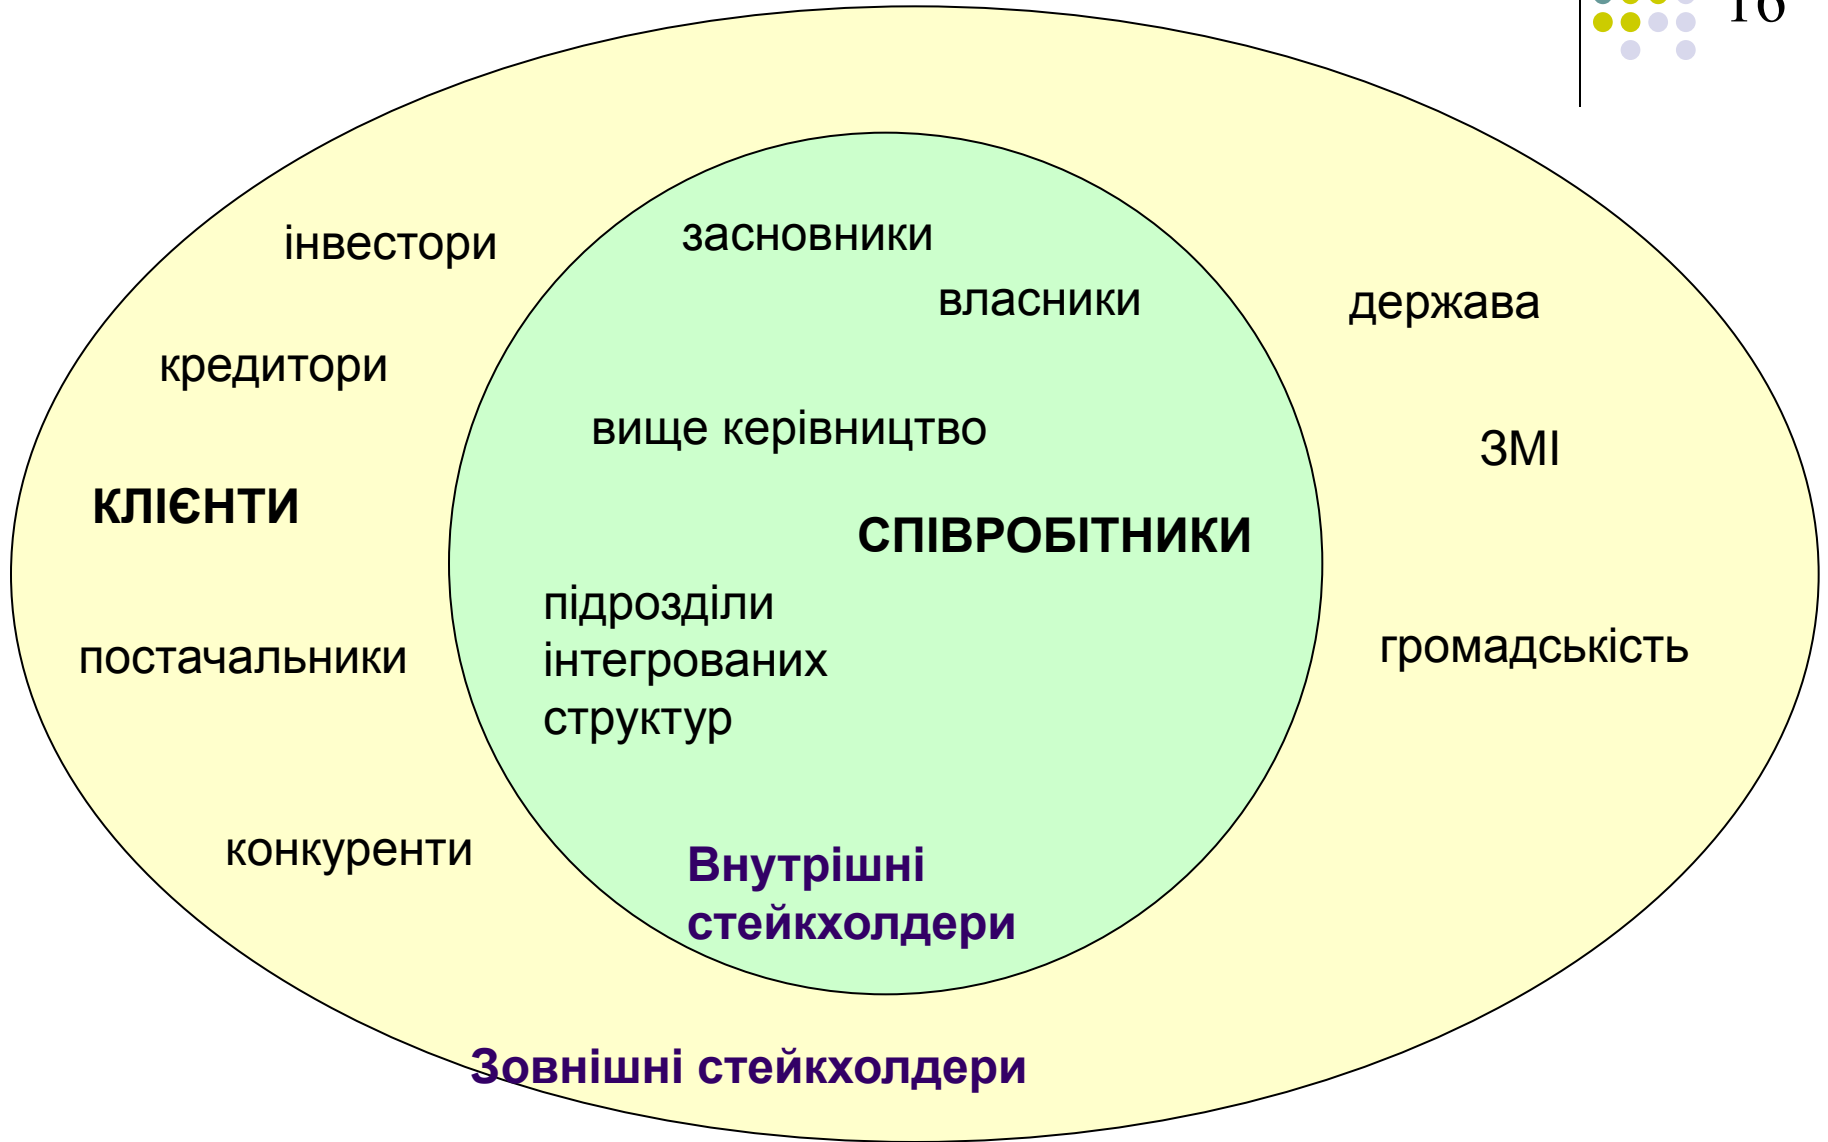 16
інвестори
засновники
власники
держава
кредитори
вище керівництво
ЗМІ
КЛІЄНТИ
СПІВРОБІТНИКИ
підрозділи
інтегрованих
структур
постачальники
громадськість
конкуренти
Внутрішні
стейкхолдери
Зовнішні стейкхолдери